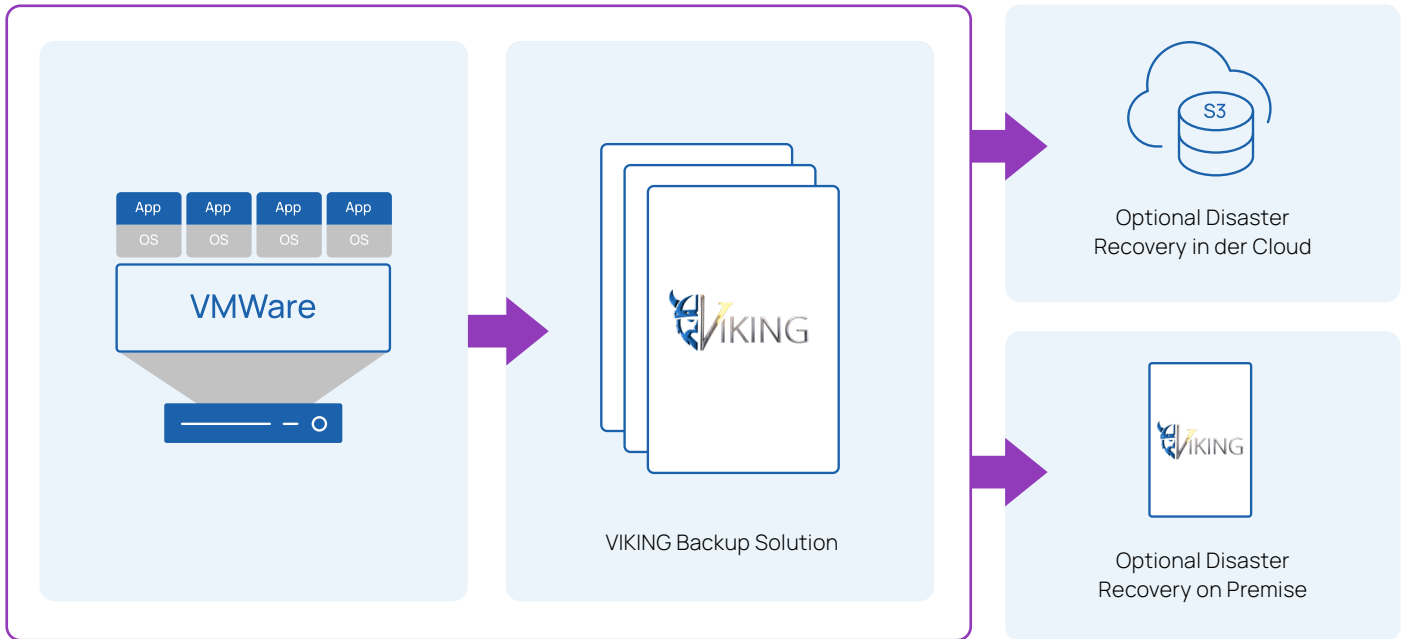 App App App App
OS OS OS OS
VMWare
VIKING
VIKING Backup Solution
S3
Optional Disaster
Recovery in der Cloud
VIKING
Optional Disaster
Recovery on Premise